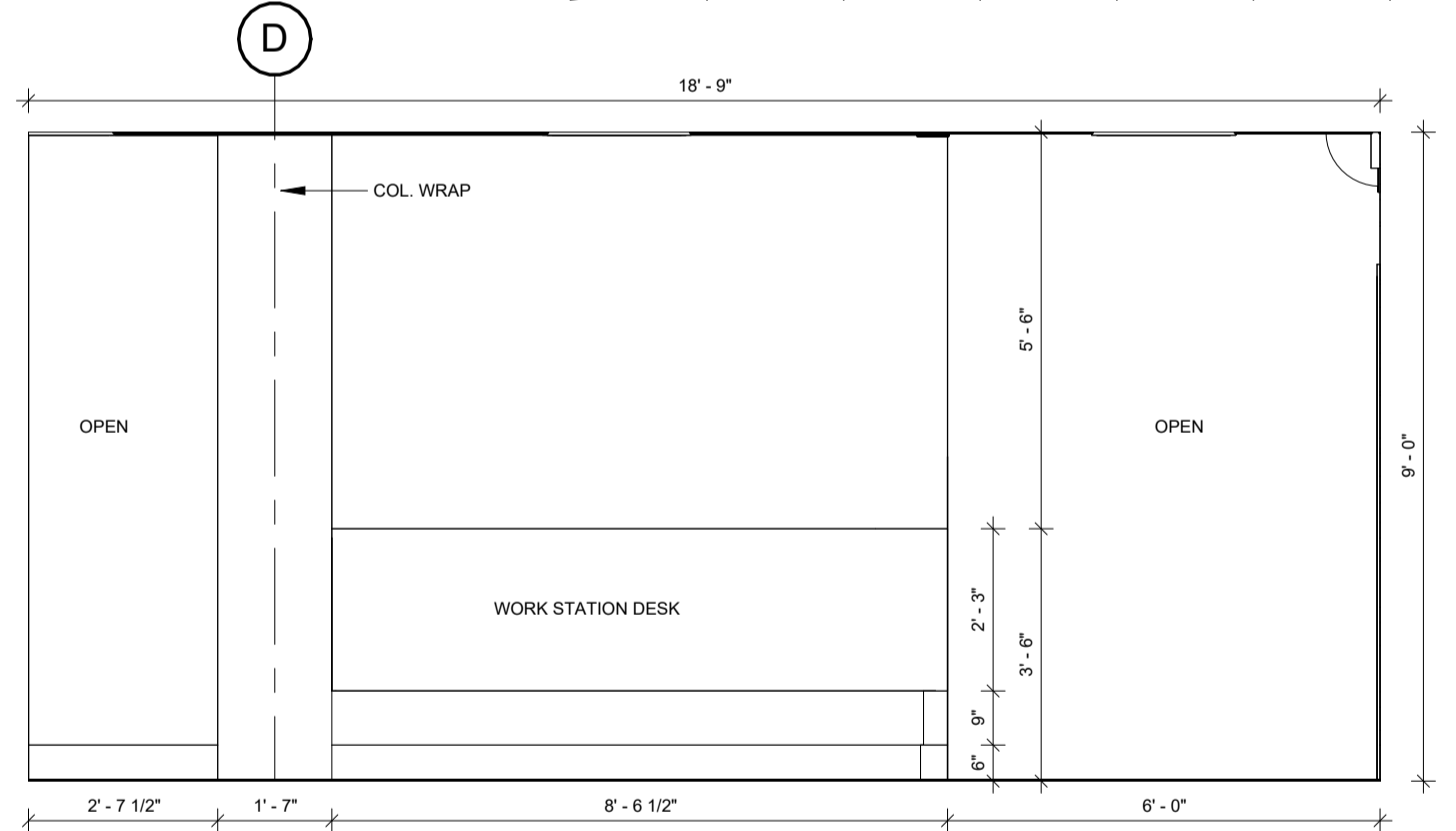 D
18' - 9"
COL. WRAP
5' - 6"
OPEN
OPEN
9' - 0"
WORK STATION DESK
2' - 3"
3' - 6"
9"
6"
2' - 7 1/2"
1' - 7"
8' - 6 1/2"
6' - 0"